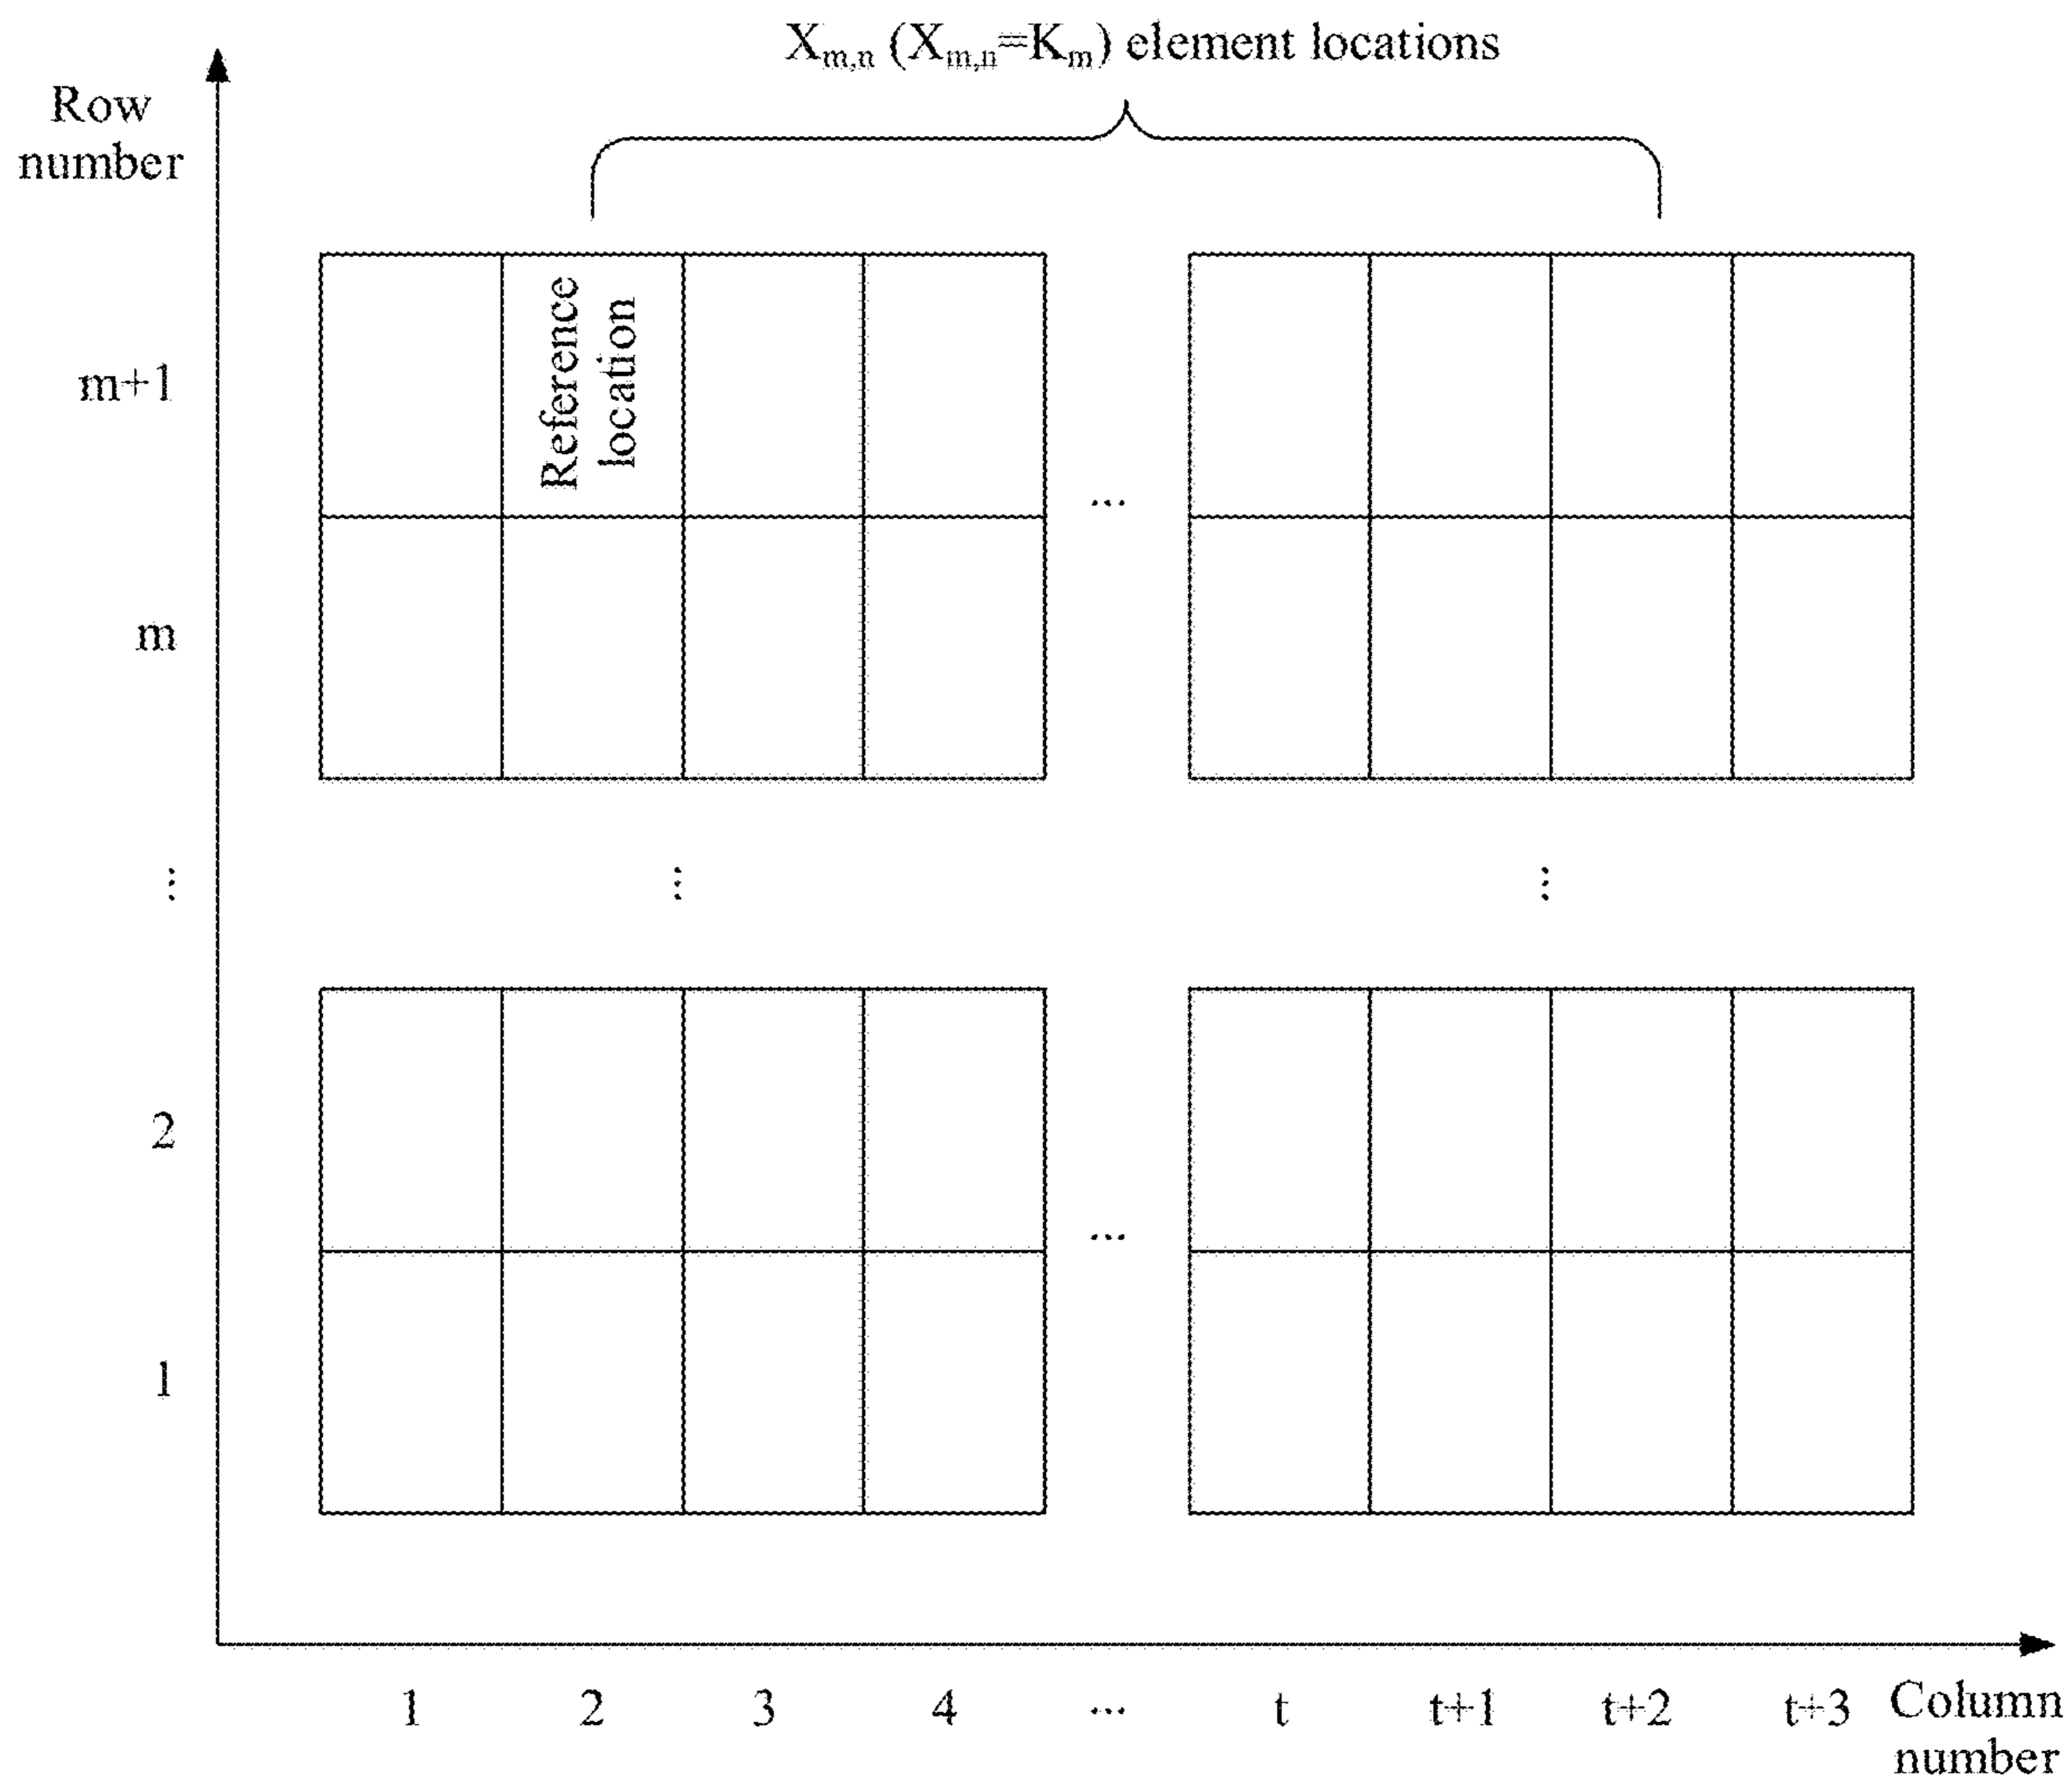 Xm,n (Xm,n=Km) element locations
Row
number
Reference
location
m+1
...
m
...
...
...
2
...
1
1 2 3 4 ... t t+1 t+2 t+3
Column
number